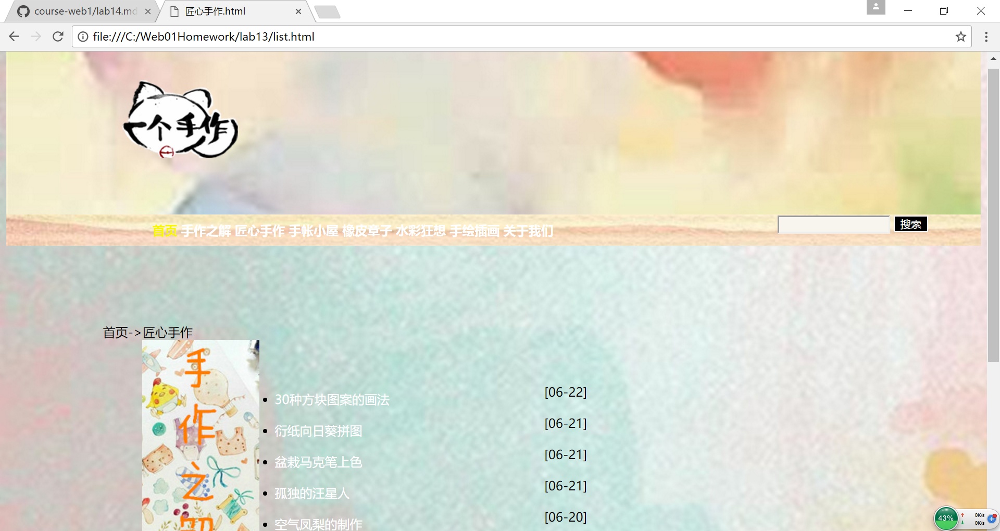 course-web1/lab14.md
匠心手作.html
file:///C:/Web01Homework/lab13/list.html
一个手作人
首页 手作之解 匠心手作 手帐小屋 橡皮章子 水彩狂想 手绘插画 关于我们
搜索
首页->匠心手作
手作之
30种方块图案的画法 [06-22]
衍纸向日葵拼图 [06-21]
盆栽马克笔上色 [06-21]
孤独的汪星人 [06-21]
空气凤梨的制作 [06-20]
43%
0K/s
0K/s